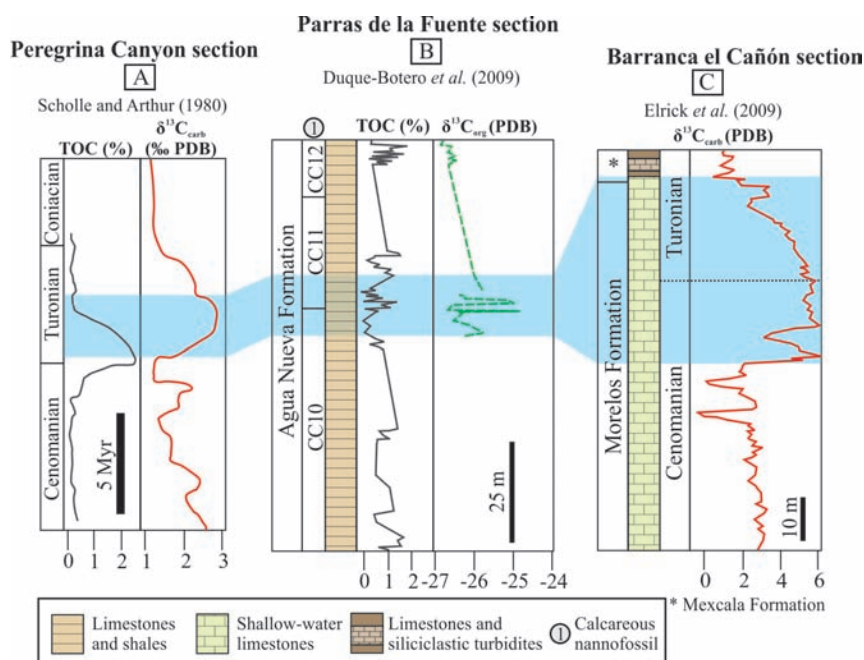 Peregrina Canyon section
A
Scholle and Arthur (1980)
TOC (%)
δ¹³C_carb
(‰ PDB)
Coniacian
Turonian
Cenomanian
5 Myr
0 1 2 1 2 3
Parras de la Fuente section
B
Duque-Botero et al. (2009)
1
TOC (%)
δ¹³C_org (PDB)
Agua Nueva Formation
CC12
CC11
CC10
25 m
0 1 2 % -27 -26 -25 -24
Barranca el Cañón section
C
Elrick et al. (2009)
δ¹³C_carb (PDB)
*
Morelos Formation
Turonian
Cenomanian
10 m
0 2 4 6
* Mexcala Formation
Limestones
and shales
Shallow-water
limestones
Limestones and
siliciclastic turbidites
1
Calcareous
nannofossil